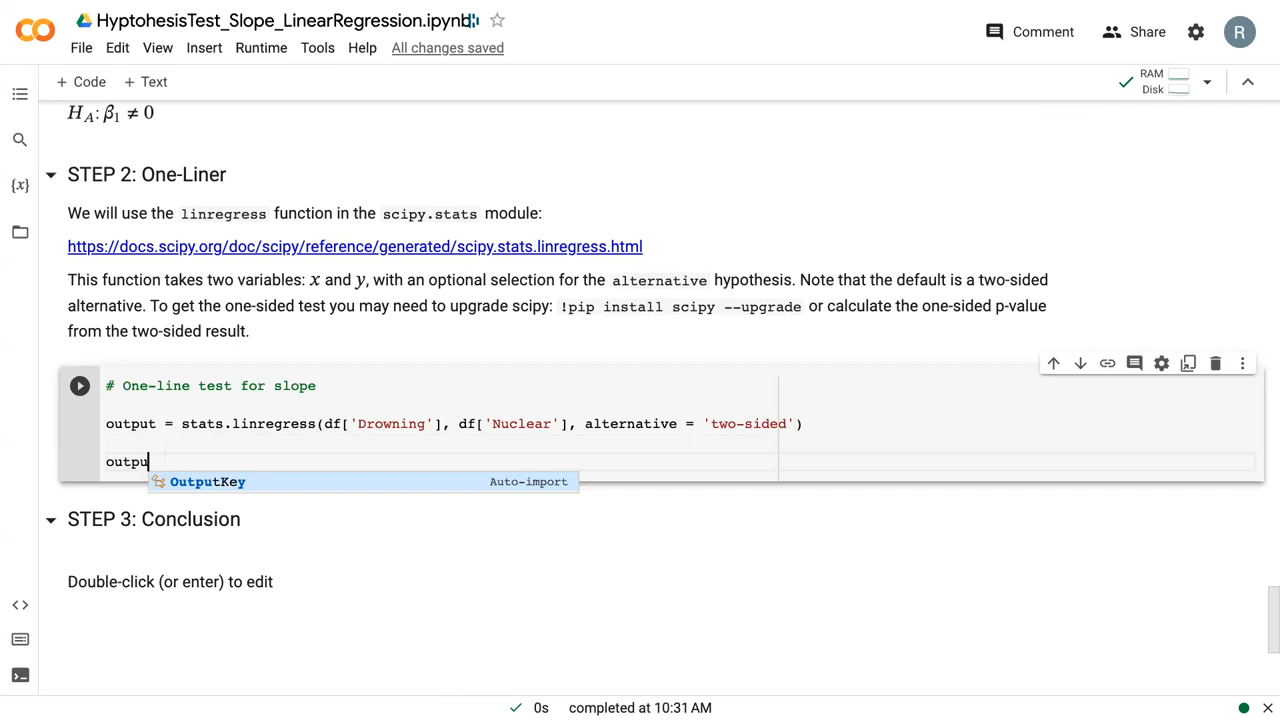 HyptohesisTest_Slope_LinearRegression.ipynb
File Edit View Insert Runtime Tools Help All changes saved
Comment Share R
+ Code + Text
RAM
Disk
H_A: β₁ ≠ 0
STEP 2: One-Liner
We will use the linregress function in the scipy.stats module:
https://docs.scipy.org/doc/scipy/reference/generated/scipy.stats.linregress.html
This function takes two variables: x and y, with an optional selection for the alternative hypothesis. Note that the default is a two-sided
alternative. To get the one-sided test you may need to upgrade scipy: !pip install scipy --upgrade or calculate the one-sided p-value
from the two-sided result.
# One-line test for slope
output = stats.linregress(df['Drowning'], df['Nuclear'], alternative = 'two-sided')
outpu
OutputKey Auto-import
STEP 3: Conclusion
Double-click (or enter) to edit
0s completed at 10:31 AM